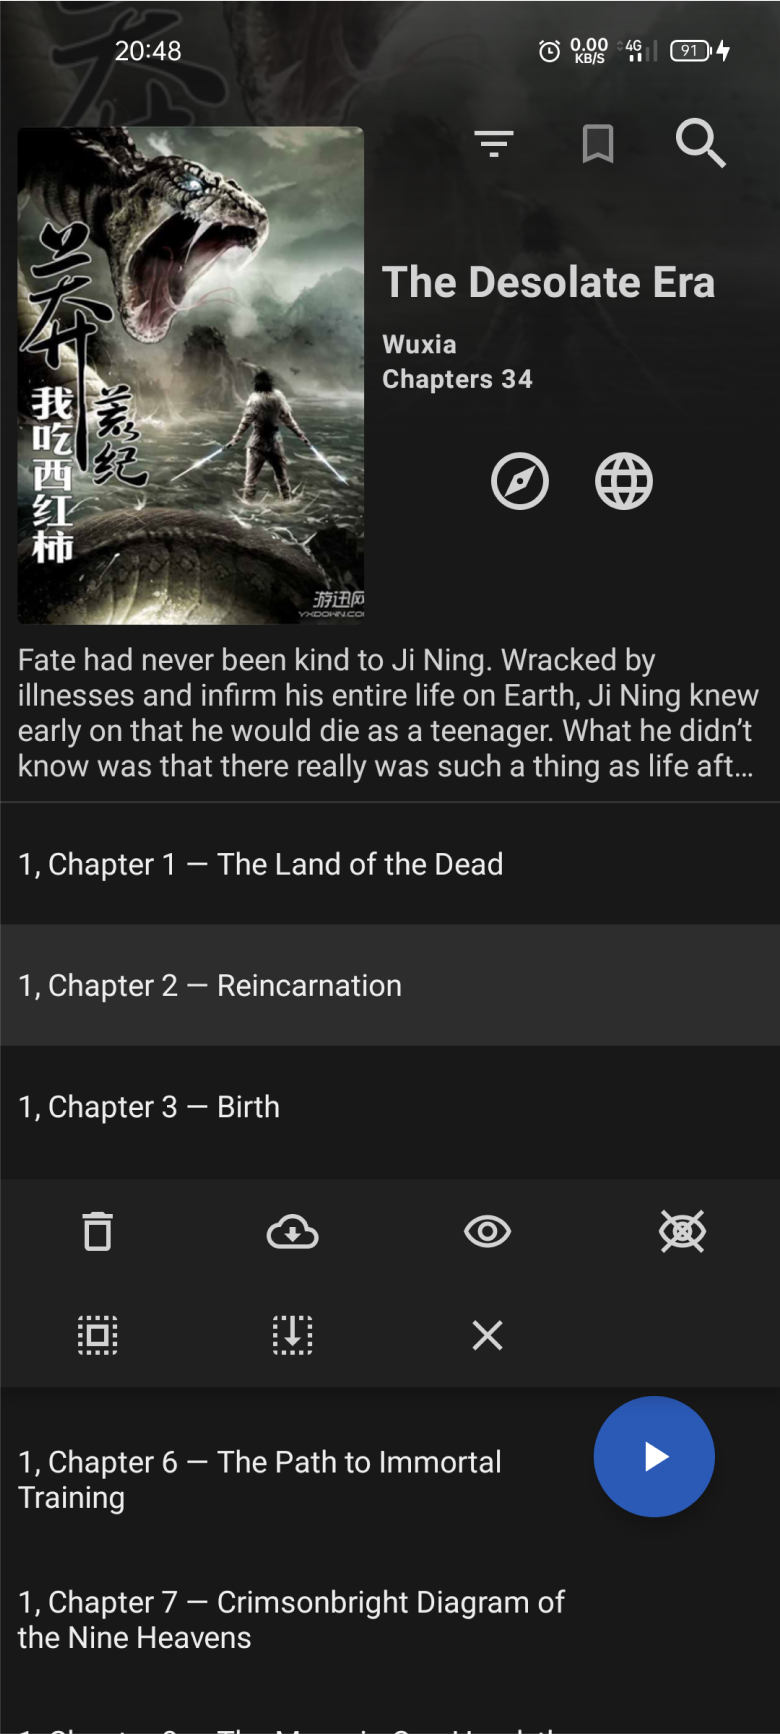 20:48
0.00
KB/S
4G
91
The Desolate Era
Wuxia
Chapters 34
莽
荒纪
我吃西红柿
游迅网
YXDOWN.CO
Fate had never been kind to Ji Ning. Wracked by
illnesses and infirm his entire life on Earth, Ji Ning knew
early on that he would die as a teenager. What he didn’t
know was that there really was such a thing as life aft…
1, Chapter 1 — The Land of the Dead
1, Chapter 2 — Reincarnation
1, Chapter 3 — Birth
1, Chapter 6 — The Path to Immortal
Training
1, Chapter 7 — Crimsonbright Diagram of
the Nine Heavens